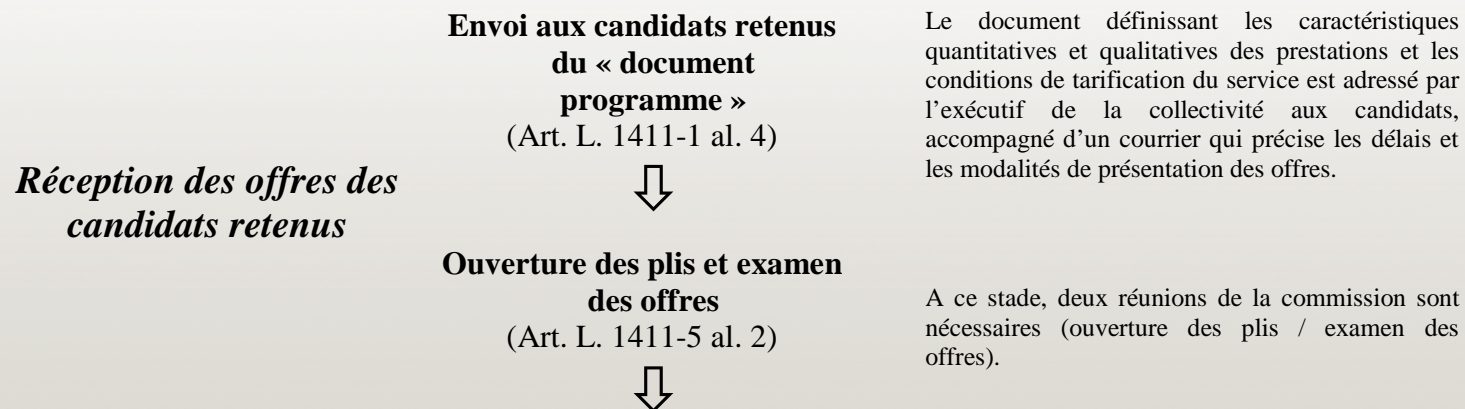 Réception des offres des
candidats retenus
Envoi aux candidats retenus
du « document
programme »
(Art. L. 1411-1 al. 4)
Le document définissant les caractéristiques
quantitatives et qualitatives des prestations et les
conditions de tarification du service est adressé par
l’exécutif de la collectivité aux candidats,
accompagné d’un courrier qui précise les délais et
les modalités de présentation des offres.
Ouverture des plis et examen
des offres
(Art. L. 1411-5 al. 2)
A ce stade, deux réunions de la commission sont
nécessaires (ouverture des plis / examen des
offres).